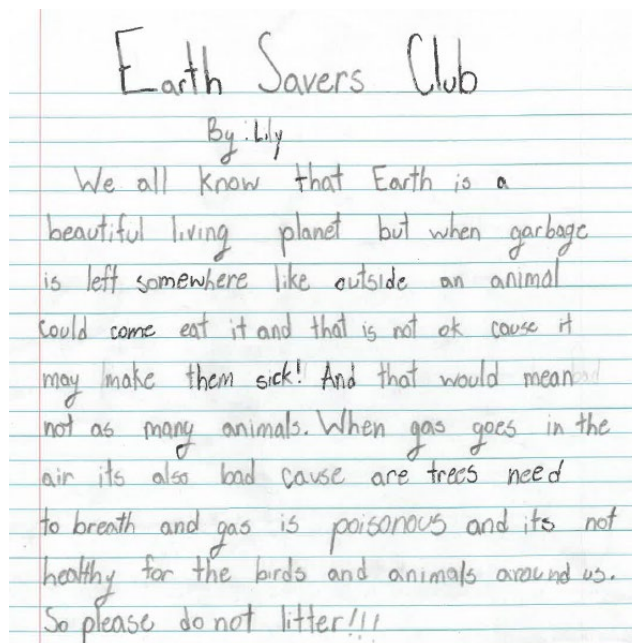 Earth Savers Club
By: Lily
We all know that Earth is a
beautiful living planet but when garbage
is left somewhere like outside an animal
could come eat it and that is not ok cause it
may make them sick! And that would mean
not as many animals. When gas goes in the
air its also bad cause are trees need
to breath and gas is poisonous and its not
healthy for the birds and animals around us.
So please do not litter!!!